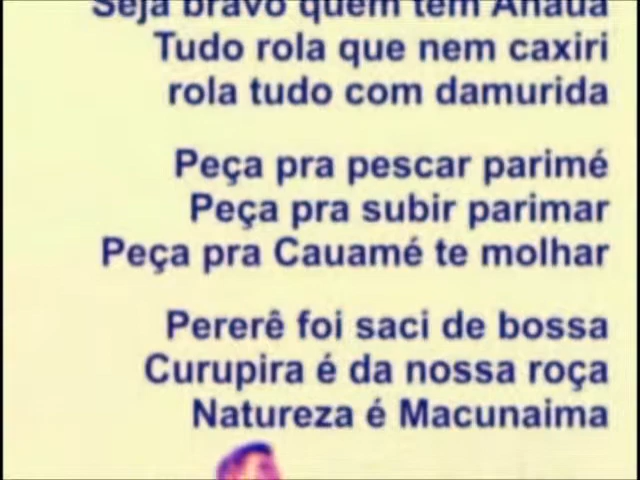 Seja bravo quem tem Anauá
Tudo rola que nem caxiri
rola tudo com damurida
Peça pra pescar parimé
Peça pra subir parimar
Peça pra Cauamé te molhar
Pererê foi saci de bossa
Curupira é da nossa roça
Natureza é Macunaima